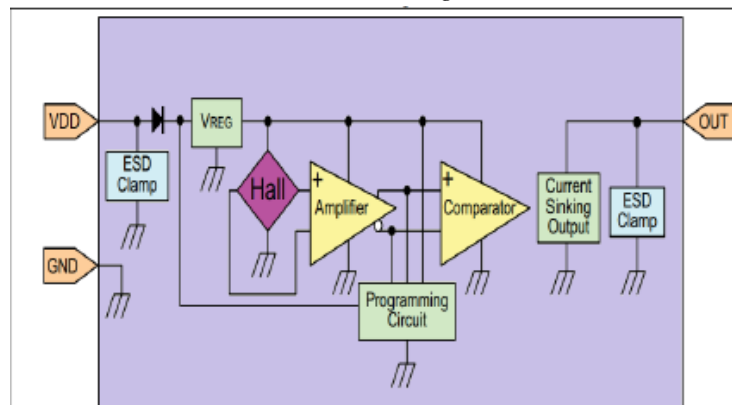 VDD
VREG
OUT
ESD
Clamp
Hall
+
Amplifier
+
Comparator
Current
Sinking
Output
ESD
Clamp
GND
Programming
Circuit